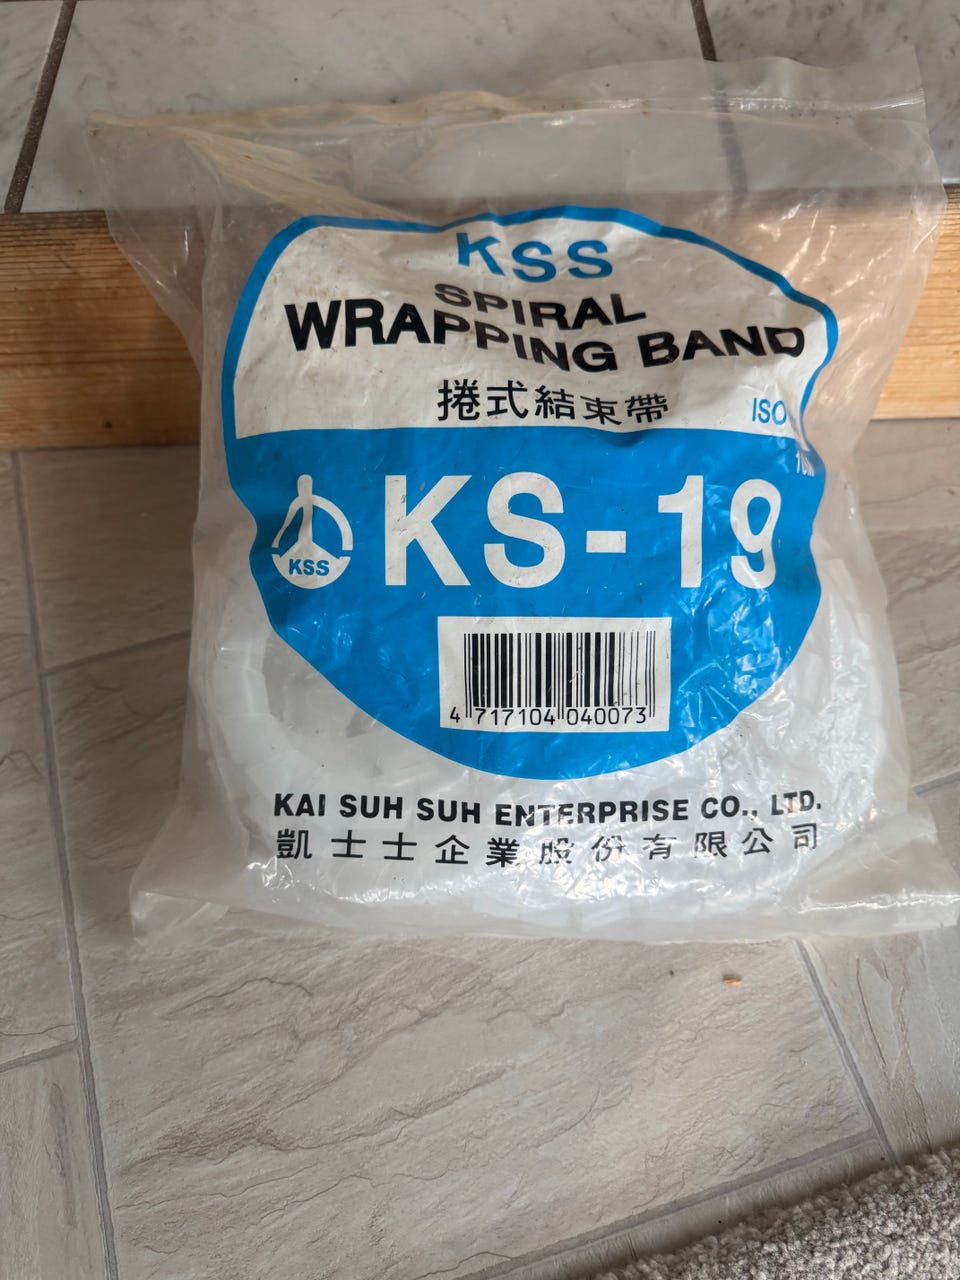 KSS
SPIRAL
WRAPPING BAND
捲式結束帶
ISO
KSS
KS-19
4 717104 040073
KAI SUH SUH ENTERPRISE CO., LTD.
凱士士企業股份有限公司